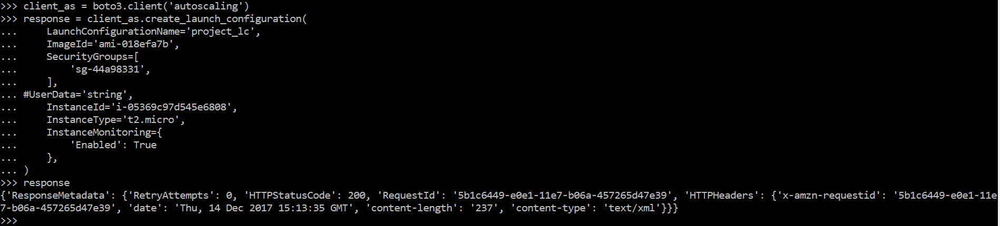 >>> client_as = boto3.client('autoscaling')
>>> response = client_as.create_launch_configuration(
...     LaunchConfigurationName='project_lc',
...     ImageId='ami-018efa7b',
...     SecurityGroups=[
...         'sg-44a98331',
...     ],
... #UserData='string',
...     InstanceId='i-05369c97d545e6808',
...     InstanceType='t2.micro',
...     InstanceMonitoring={
...         'Enabled': True
...     },
... )
>>> response
{'ResponseMetadata': {'RetryAttempts': 0, 'HTTPStatusCode': 200, 'RequestId': '5b1c6449-e0e1-11e7-b06a-457265d47e39', 'HTTPHeaders': {'x-amzn-requestid': '5b1c6449-e0e1-11e
7-b06a-457265d47e39', 'date': 'Thu, 14 Dec 2017 15:13:35 GMT', 'content-length': '237', 'content-type': 'text/xml'}}}
>>>